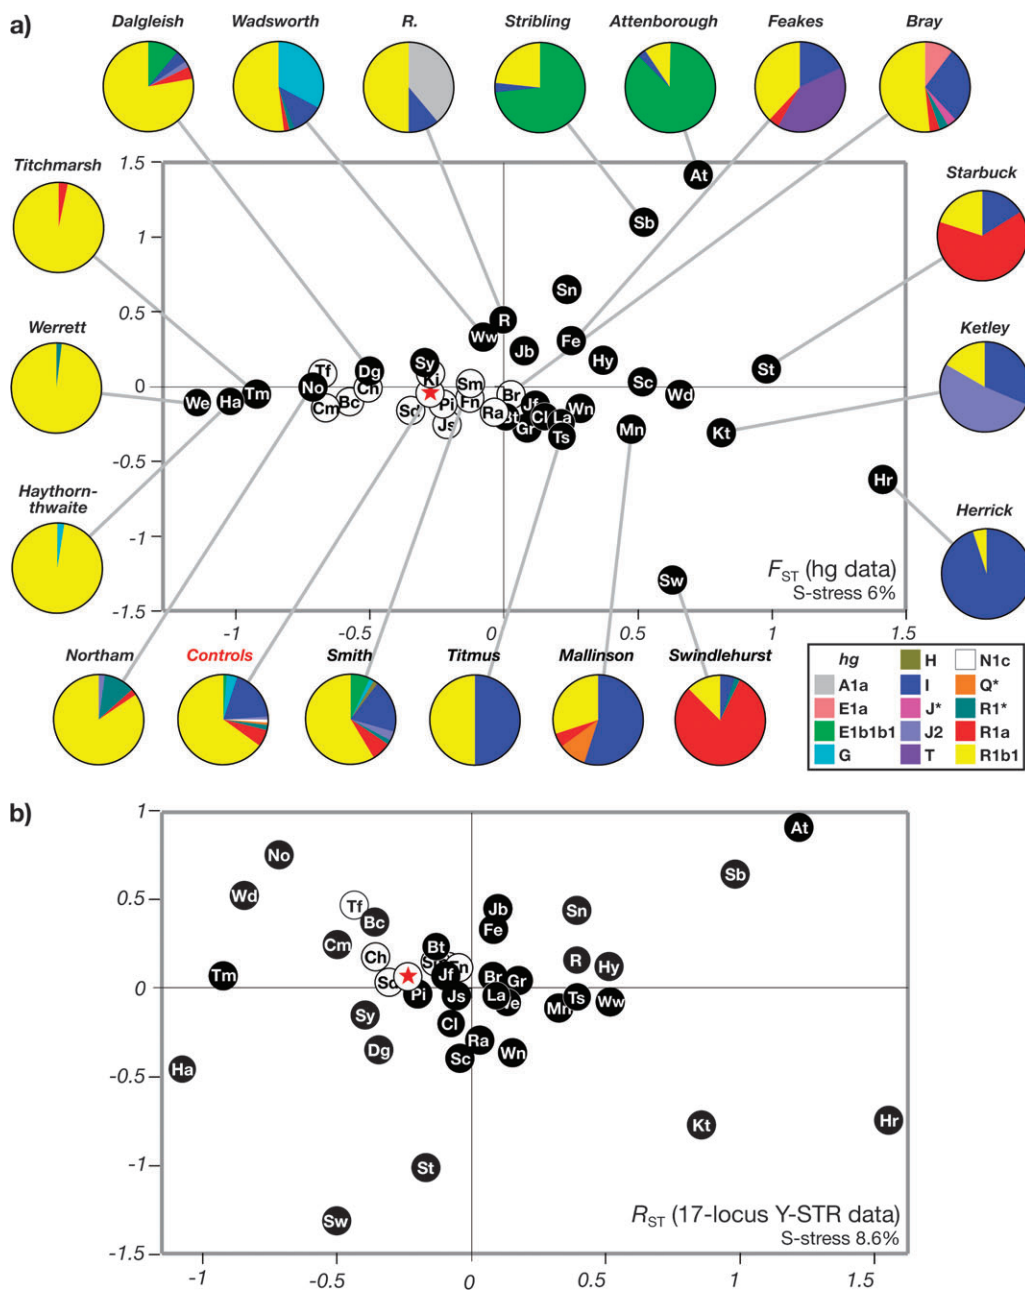 a)
Dalgleish
Wadsworth
R.
Stribling
Attenborough
Feakes
Bray
Titchmarsh
Werrett
Haythorn-
thwaite
Starbuck
Ketley
Herrick
1.5
1
0.5
0
-0.5
-1
-1.5
At
Sb
Sn
R
Ww
Jb
Fe
Hy
Sy
Ki
Tf
Dg
No
Ch
Sm
Sc
St
Wd
We
Ha
Tm
Cm
Bc
Sd
Pi
Fn
Js
Br
Ra
Jf
Bt
Cl
Gr
La
Wn
Ts
Mn
Kt
Hr
Sw
FST (hg data)
S-stress 6%
-1
-0.5
0
0.5
1
1.5
Northam
Controls
Smith
Titmus
Mallinson
Swindlehurst
hg
H
N1c
A1a
I
Q*
E1a
J*
R1*
E1b1b1
J2
R1a
G
T
R1b1
b)
1
0.5
0
-0.5
-1
-1.5
At
No
Sb
Wd
Tf
Bc
Jb
Sn
Fe
Cm
Bt
Ch
R
Hy
Tm
Sd
Jf
En
Br
Gr
Pi
Js
La
Mn
Ts
Ww
Sy
Cl
Dg
Sc
Ra
Wn
Ha
Kt
Hr
St
Sw
RST (17-locus Y-STR data)
S-stress 8.6%
-1
-0.5
0
0.5
1
1.5